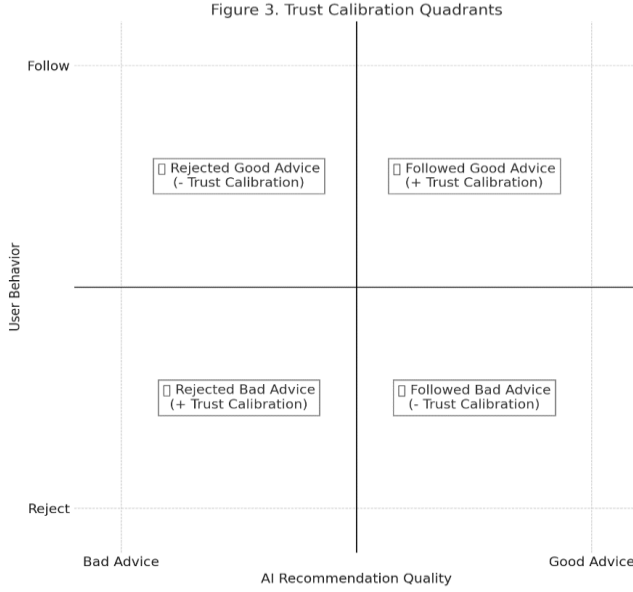 Figure 3. Trust Calibration Quadrants
Follow
▯ Rejected Good Advice
(- Trust Calibration)
▯ Followed Good Advice
(+ Trust Calibration)
User Behavior
▯ Rejected Bad Advice
(+ Trust Calibration)
▯ Followed Bad Advice
(- Trust Calibration)
Reject
Bad Advice
Good Advice
AI Recommendation Quality